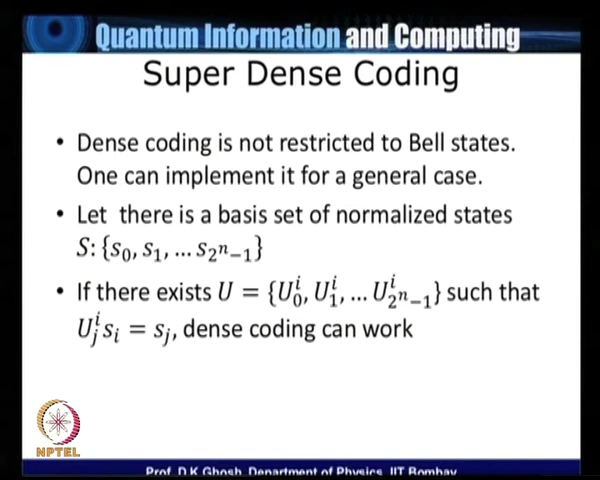 Quantum Information and Computing
Super Dense Coding
• Dense coding is not restricted to Bell states.
One can implement it for a general case.
• Let there is a basis set of normalized states
S: {s₀, s₁, … s₂ⁿ₋₁}
• If there exists U = {U₀ⁱ, U₁ⁱ, … U₂ⁿ₋₁ⁱ} such that
Uⱼⁱsᵢ = sⱼ, dense coding can work
NPTEL
Prof. D.K Ghosh, Department of Physics, IIT Bombay